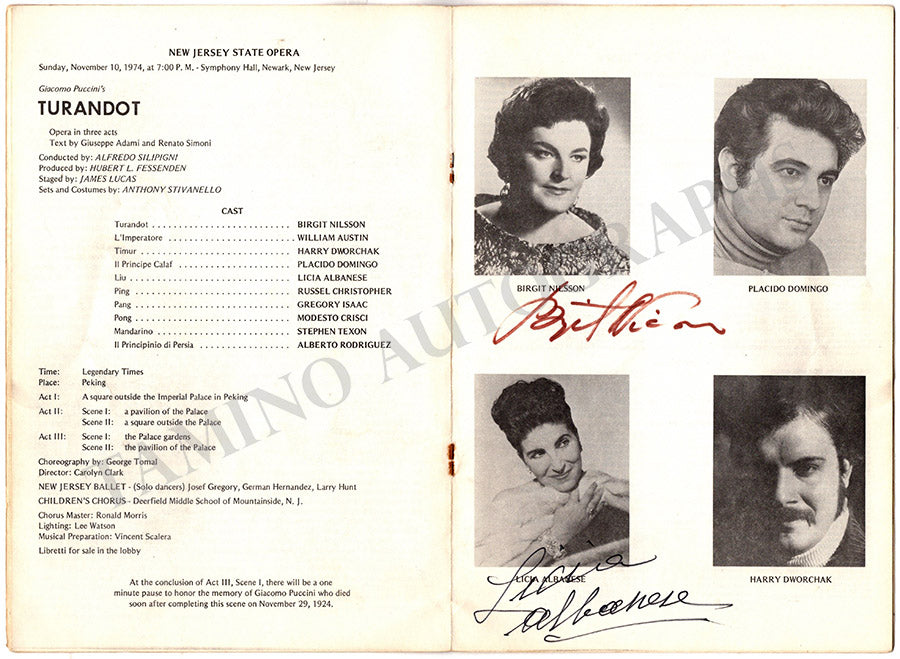 NEW JERSEY STATE OPERA
Sunday, November 10, 1974, at 7:00 P. M. - Symphony Hall, Newark, New Jersey
Giacomo Puccini's
TURANDOT
Opera in three acts
Text by Giuseppe Adami and Renato Simoni
Conducted by: ALFREDO SILIPIGNI
Produced by: HUBERT L. FESSENDEN
Staged by: JAMES LUCAS
Sets and Costumes by: ANTHONY STIVANELLO
CAST
Turandot . . . . . . . . . . . . . . . . . . . . . . . . . BIRGIT NILSSON
L'Imperatore . . . . . . . . . . . . . . . . . . . . . . WILLIAM AUSTIN
Timur . . . . . . . . . . . . . . . . . . . . . . . . . . . HARRY DWORCHAK
Il Principe Calaf . . . . . . . . . . . . . . . . . . . . PLACIDO DOMINGO
Liu . . . . . . . . . . . . . . . . . . . . . . . . . . . . . LICIA ALBANESE
Ping . . . . . . . . . . . . . . . . . . . . . . . . . . . . RUSSEL CHRISTOPHER
Pang . . . . . . . . . . . . . . . . . . . . . . . . . . . . GREGORY ISAAC
Pong . . . . . . . . . . . . . . . . . . . . . . . . . . . . MODESTO CRISCI
Mandarino . . . . . . . . . . . . . . . . . . . . . . . . STEPHEN TEXON
Il Principinio di Persia . . . . . . . . . . . . . . . . ALBERTO RODRIGUEZ
Time: Legendary Times
Place: Peking
Act I: A square outside the Imperial Palace in Peking
Act II: Scene I: a pavilion of the Palace
Scene II: a square outside the Palace
Act III: Scene I: the Palace gardens
Scene II: the pavilion of the Palace
Choreography by: George Tomal
Director: Carolyn Clark
NEW JERSEY BALLET - (Solo dancers) Josef Gregory, German Hernandez, Larry Hunt
CHILDREN'S CHORUS - Deerfield Middle School of Mountainside, N. J.
Chorus Master: Ronald Morris
Lighting: Lee Watson
Musical Preparation: Vincent Scalera
Libretti for sale in the lobby
At the conclusion of Act III, Scene I, there will be a one
minute pause to honor the memory of Giacomo Puccini who died
soon after completing this scene on November 29, 1924.
BIRGIT NILSSON
Birgit Nilsson
PLACIDO DOMINGO
LICIA ALBANESE
Licia
Albanese
HARRY DWORCHAK
TAMINO AUTOGRAPHS